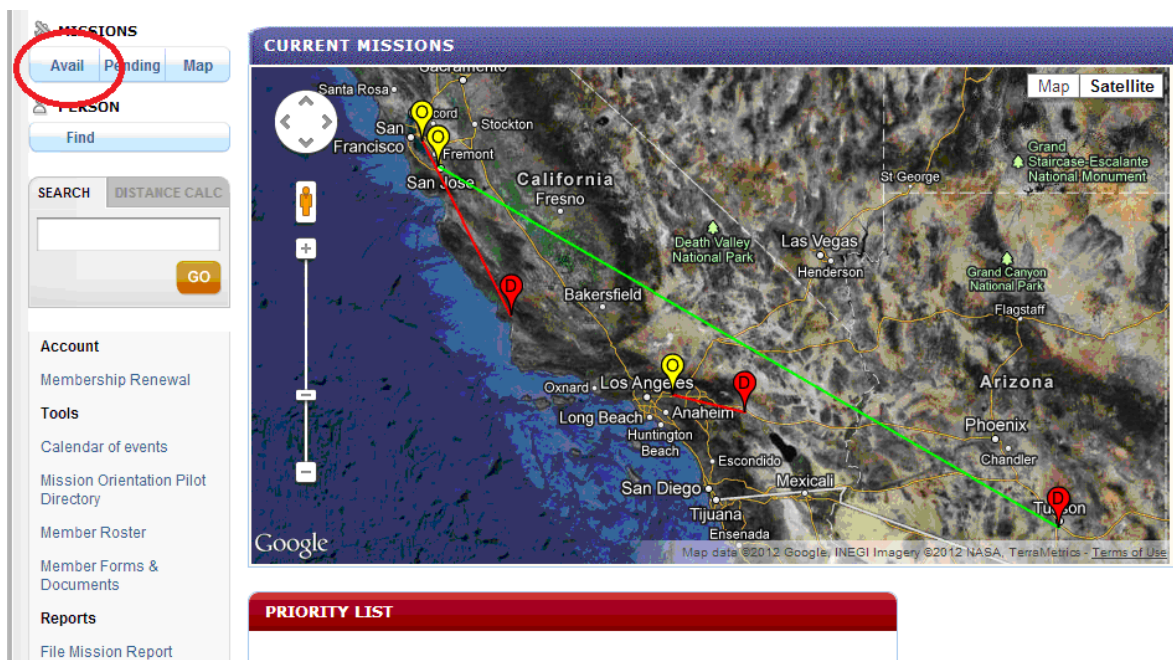 MISSIONS
Avail Pending Map
PERSON
Find
SEARCH DISTANCE CALC
GO
Account
Membership Renewal
Tools
Calendar of events
Mission Orientation Pilot
Directory
Member Roster
Member Forms &
Documents
Reports
File Mission Report
CURRENT MISSIONS
Map Satellite
Sacramento
Santa Rosa
O
cord
San
Francisco
Stockton
O
Fremont
San Jose
California
Fresno
St George
Grand
Staircase-Escalante
National Monument
Death Valley
National Park
Las Vegas
Henderson
Grand Canyon
National Park
Flagstaff
D
Bakersfield
O
D
Oxnard
Los Angeles
Long Beach
Anaheim
Huntington
Beach
Arizona
Phoenix
Chandler
Escondido
San Diego
Mexicali
Tijuana
Ensenada
D
Tucson
Google
Map data ©2012 Google, INEGI Imagery ©2012 NASA, TerraMetrics - Terms of Use
PRIORITY LIST